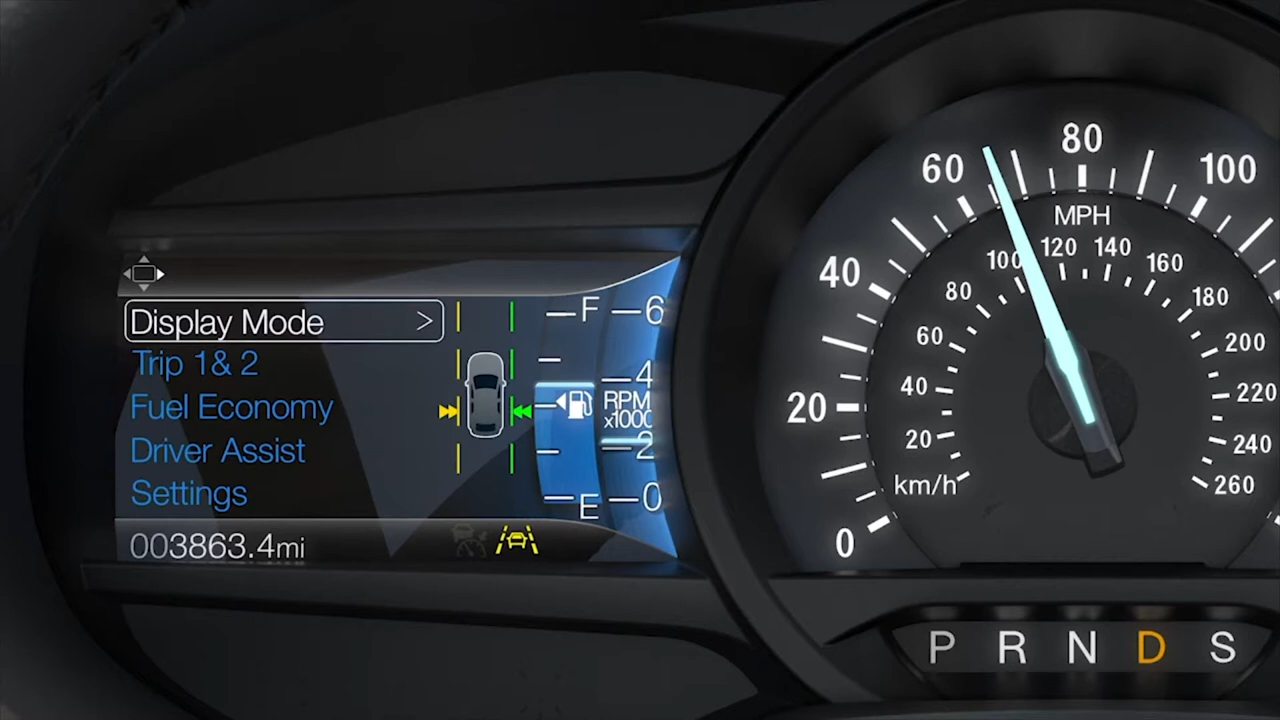 Display Mode >
Trip 1& 2
Fuel Economy
Driver Assist
Settings
003863.4mi
F
E
6
4
RPM
x1000
2
0
0
20
40
60
80
100
MPH
km/h
20
40
60
80
100
120
140
160
180
200
220
240
260
P R N D S